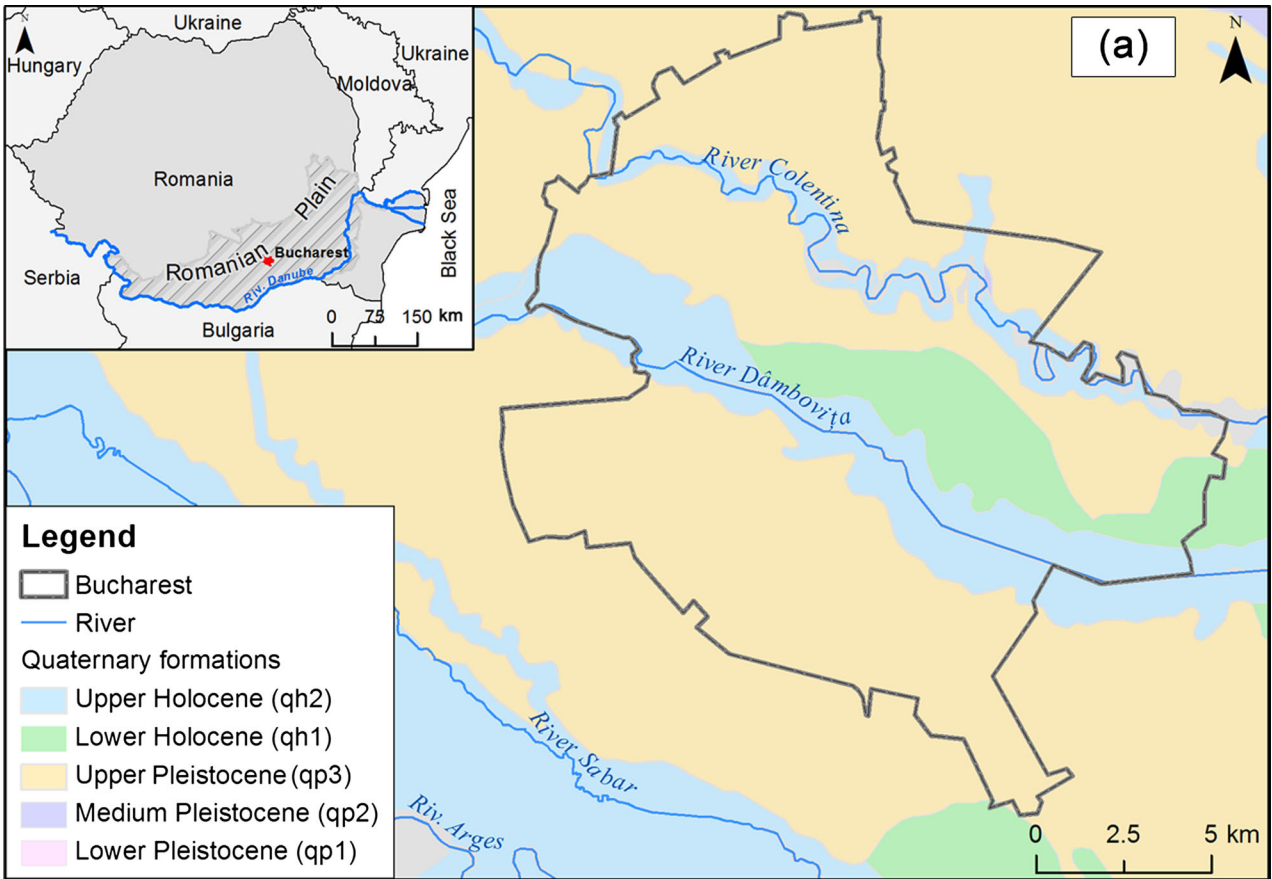 N
Ukraine
Hungary
Ukraine
Moldova
Romania
Romanian Plain
Bucharest
Riv. Danube
Black Sea
Serbia
Bulgaria
0 75 150 km
(a)
N
River Colentina
River Dâmbovița
River Sabar
Riv. Arges
Legend
Bucharest
River
Quaternary formations
Upper Holocene (qh2)
Lower Holocene (qh1)
Upper Pleistocene (qp3)
Medium Pleistocene (qp2)
Lower Pleistocene (qp1)
0 2.5 5 km